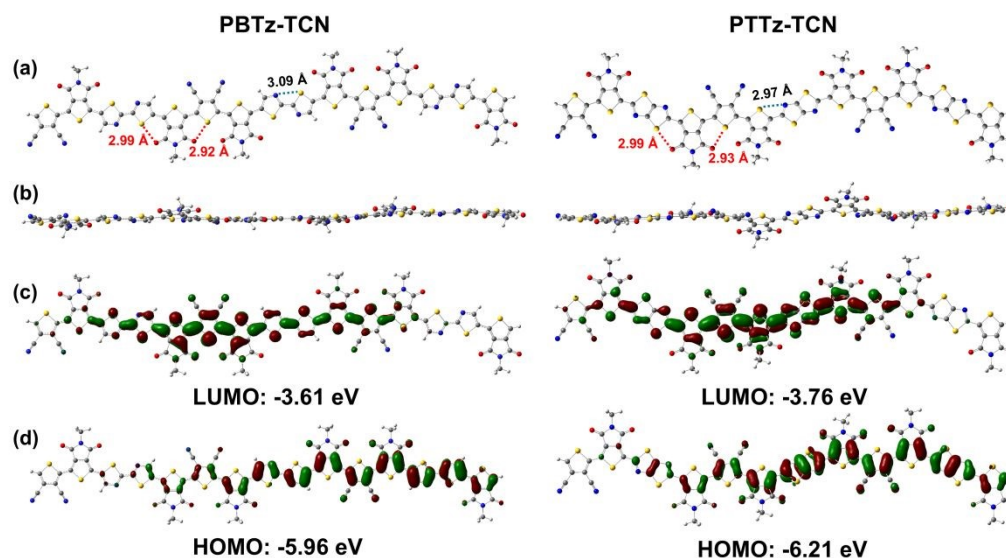 PBTz-TCN
PTTz-TCN
(a)
3.09 Å
2.99 Å
2.92 Å
2.97 Å
2.99 Å
2.93 Å
(b)
(c)
LUMO: -3.61 eV
LUMO: -3.76 eV
(d)
HOMO: -5.96 eV
HOMO: -6.21 eV